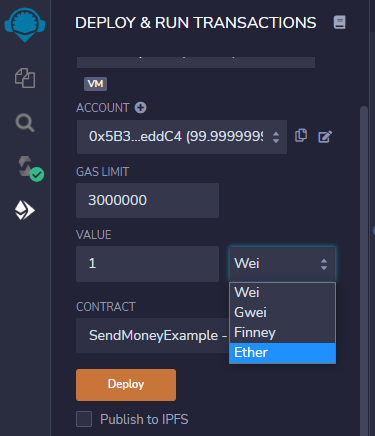 DEPLOY & RUN TRANSACTIONS
VM
ACCOUNT
0x5B3...eddC4 (99.9999999
GAS LIMIT
3000000
VALUE
1
Wei
Wei
Gwei
Finney
Ether
CONTRACT
SendMoneyExample -
Deploy
Publish to IPFS